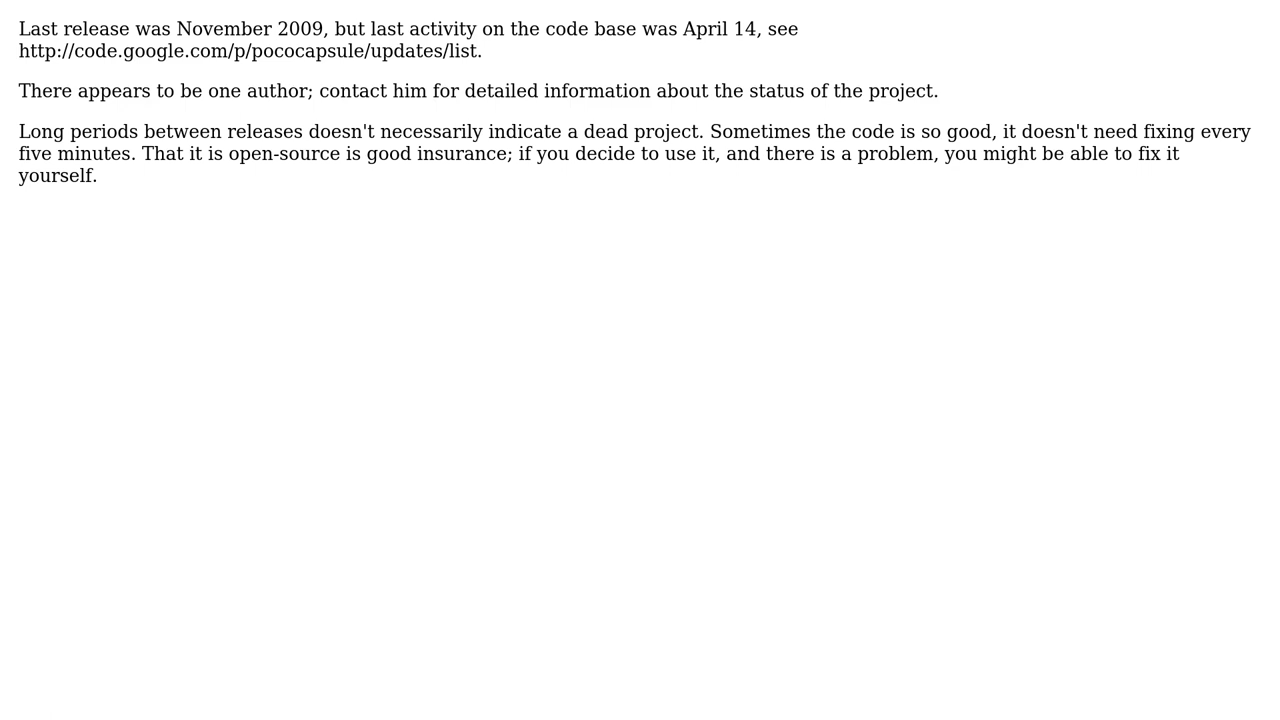 Last release was November 2009, but last activity on the code base was April 14, see
http://code.google.com/p/pococapsule/updates/list.
There appears to be one author; contact him for detailed information about the status of the project.
Long periods between releases doesn't necessarily indicate a dead project. Sometimes the code is so good, it doesn't need fixing every
five minutes. That it is open-source is good insurance; if you decide to use it, and there is a problem, you might be able to fix it
yourself.